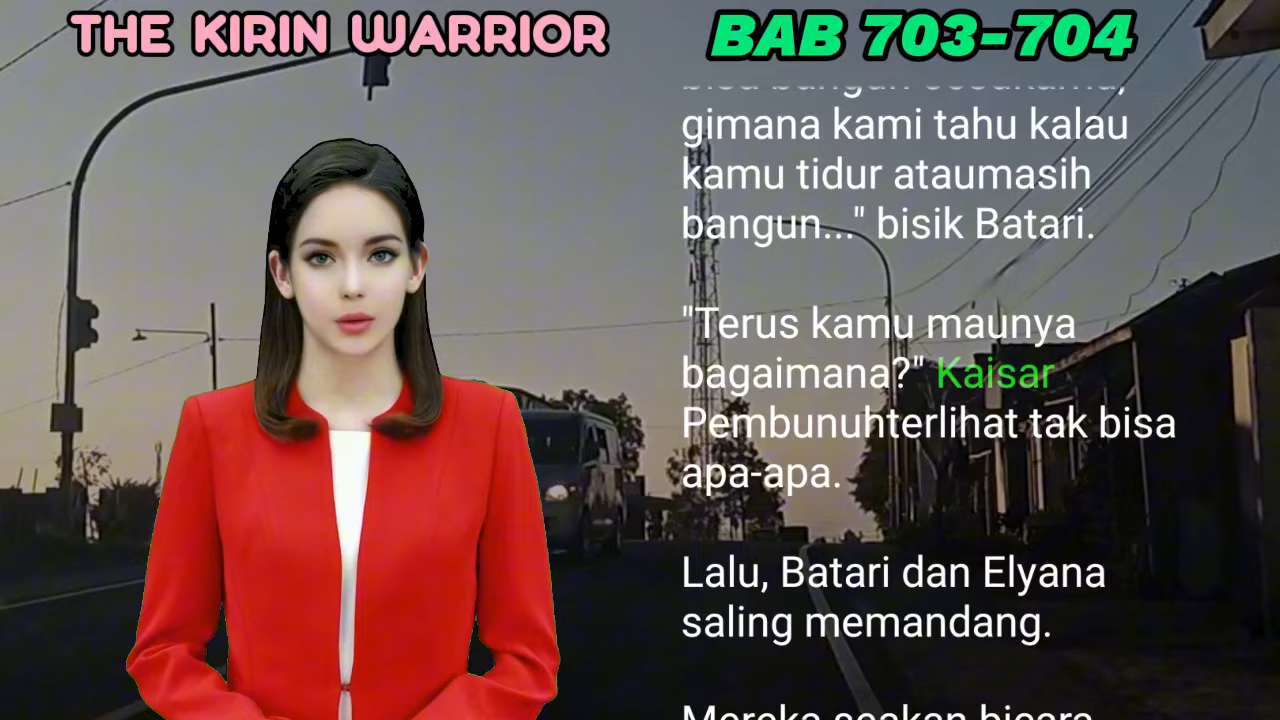 THE KIRIN WARRIOR
BAB 703-704
gimana kami tahu kalau
kamu tidur ataumasih
bangun..." bisik Batari.
"Terus kamu maunya
bagaimana?" Kaisar
Pembunuhterlihat tak bisa
apa-apa.
Lalu, Batari dan Elyana
saling memandang.